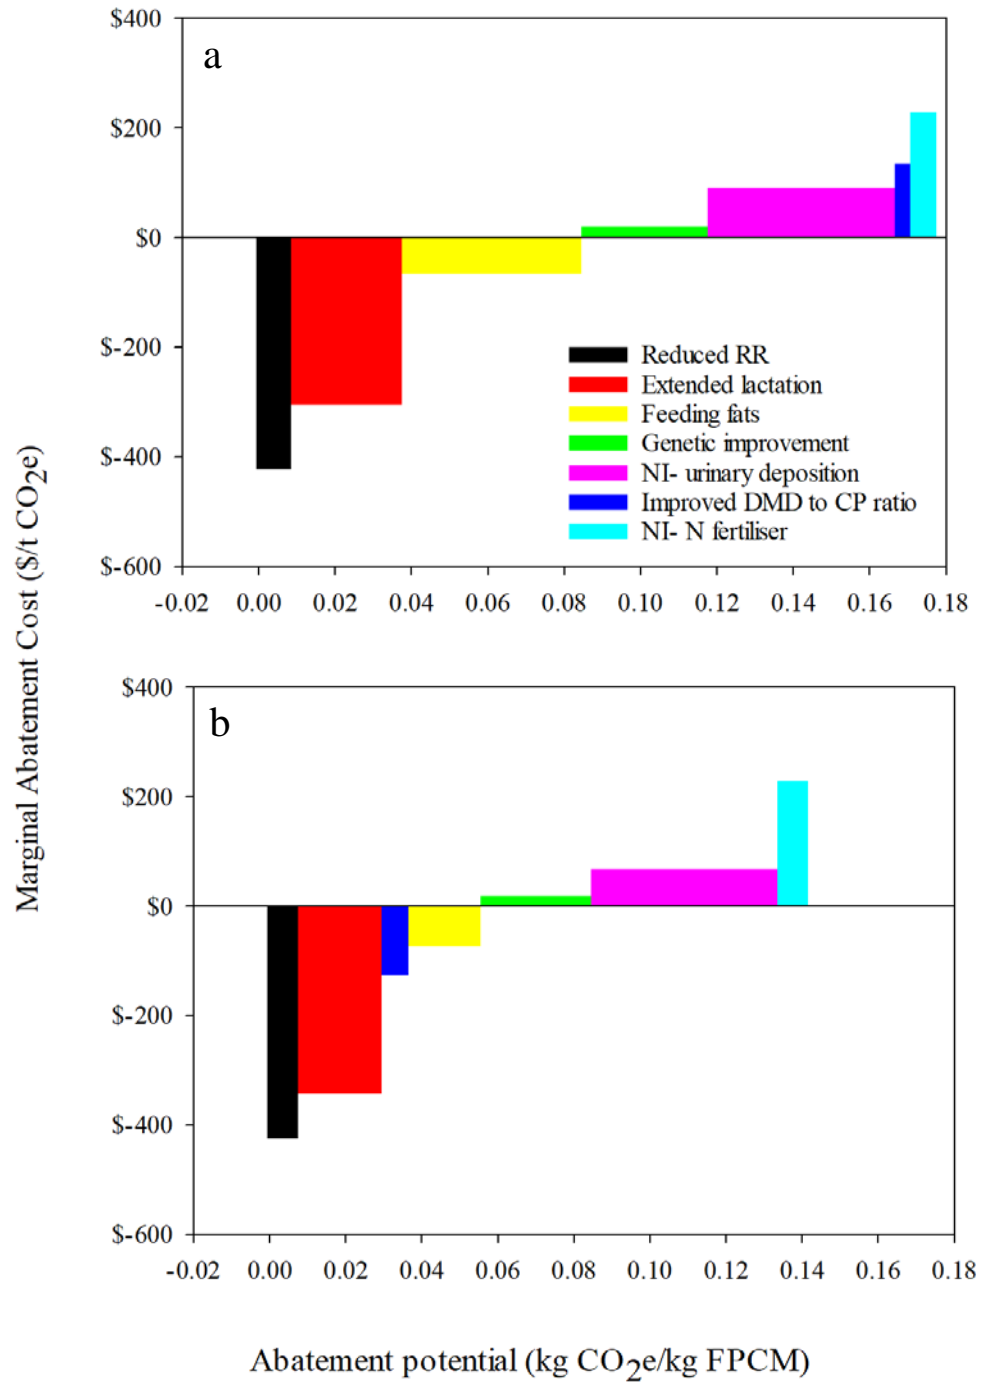 $400
a
$200
$0
$-200
$-400
$-600
-0.02 0.00 0.02 0.04 0.06 0.08 0.10 0.12 0.14 0.16 0.18
Reduced RR
Extended lactation
Feeding fats
Genetic improvement
NI- urinary deposition
Improved DMD to CP ratio
NI- N fertiliser
Marginal Abatement Cost ($/t CO2e)
$400
b
$200
$0
$-200
$-400
$-600
-0.02 0.00 0.02 0.04 0.06 0.08 0.10 0.12 0.14 0.16 0.18
Abatement potential (kg CO2e/kg FPCM)